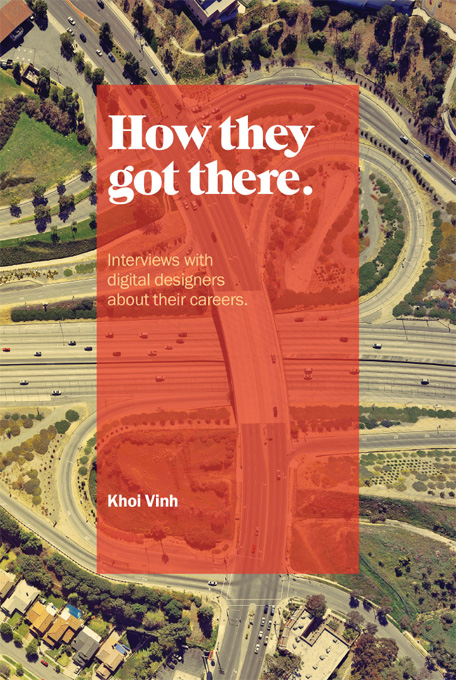 How they
got there.
Interviews with
digital designers
about their careers.
Khoi Vinh